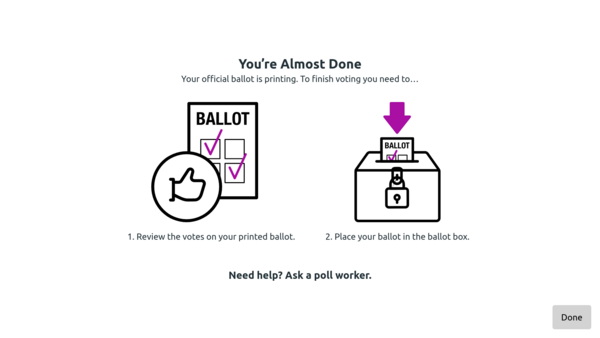 You're Almost Done
Your official ballot is printing. To finish voting you need to…
BALLOT
BALLOT
1. Review the votes on your printed ballot.
2. Place your ballot in the ballot box.
Need help? Ask a poll worker.
Done